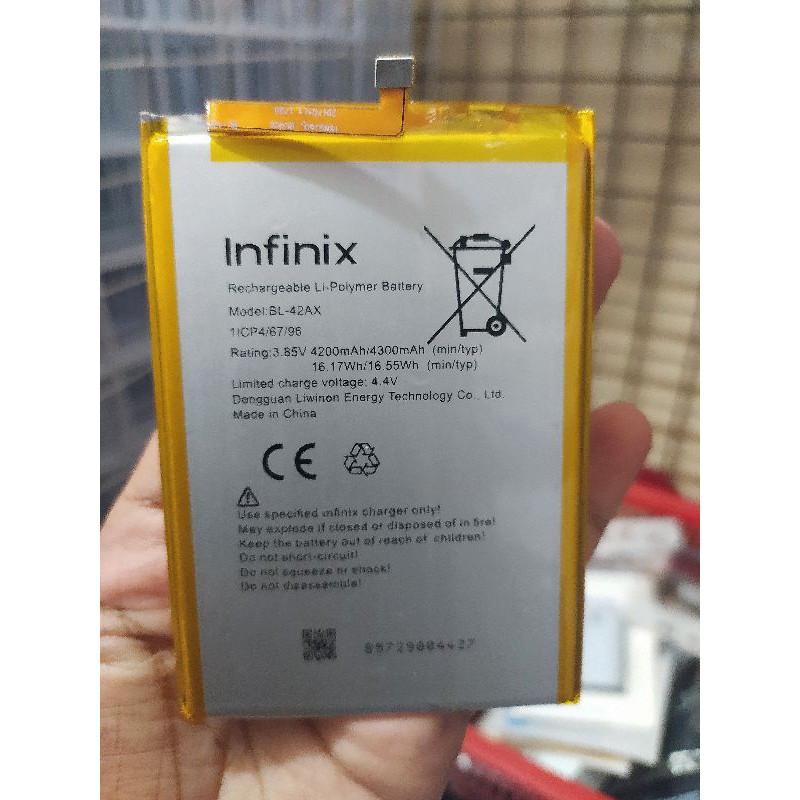 Infinix
Rechargeable Li-Polymer Battery
Model:BL-42AX
1ICP4/67/96
Rating:3.85V 4200mAh/4300mAh (min/typ)
16.17Wh/16.55Wh (min/typ)
Limited charge voltage: 4.4V
Dongguan Liwinon Energy Technology Co., Ltd.
Made in China
CE
Use specified infinix charger only!
May explode if closed or disposed of in fire!
Keep the battery out of reach of children!
Do not short-circuit!
Do not squeeze or shock!
Do not disassemble!